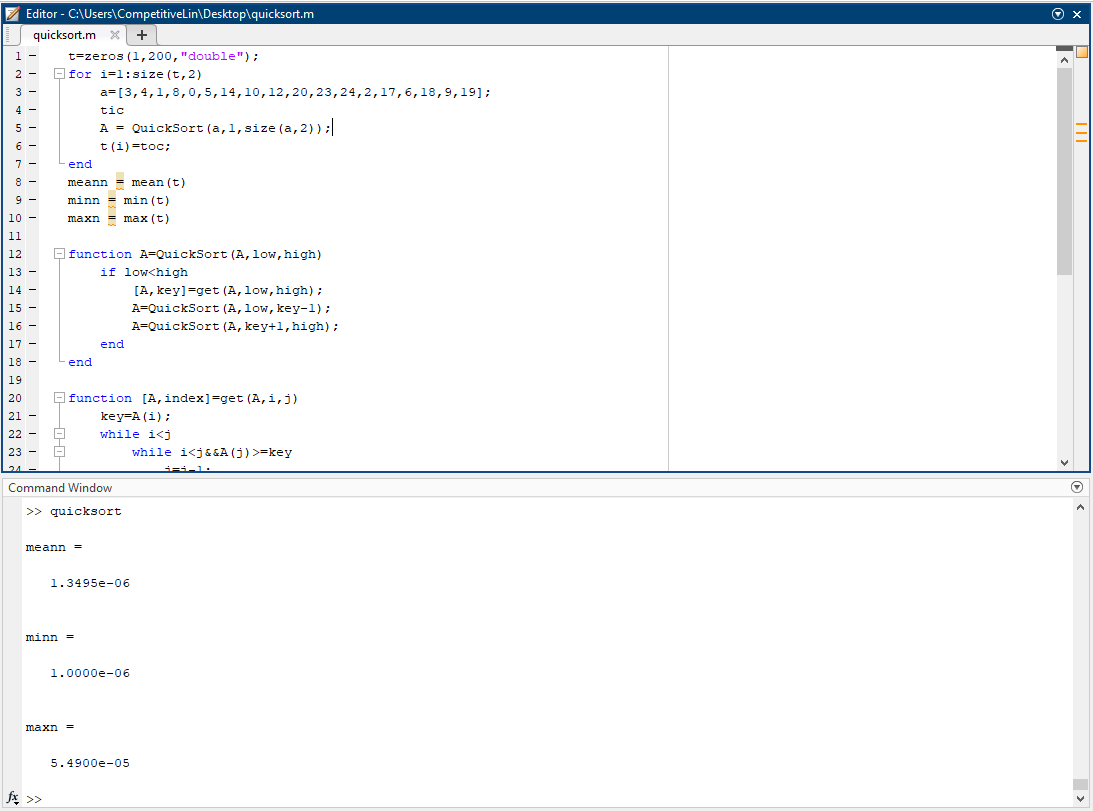 Editor - C:\Users\CompetitiveLin\Desktop\quicksort.m
quicksort.m
1 t=zeros(1,200,"double");
2 for i=1:size(t,2)
3 a=[3,4,1,8,0,5,14,10,12,20,23,24,2,17,6,18,9,19];
4 tic
5 A = QuickSort(a,1,size(a,2));
6 t(i)=toc;
7 end
8 meann = mean(t)
9 minn = min(t)
10 maxn = max(t)
11
12 function A=QuickSort(A,low,high)
13 if low<high
14 [A,key]=get(A,low,high);
15 A=QuickSort(A,low,key-1);
16 A=QuickSort(A,key+1,high);
17 end
18 end
19
20 function [A,index]=get(A,i,j)
21 key=A(i);
22 while i<j
23 while i<j&&A(j)>=key
24 j=j-1;
Command Window
>> quicksort
meann =
1.3495e-06
minn =
1.0000e-06
maxn =
5.4900e-05
fx >>